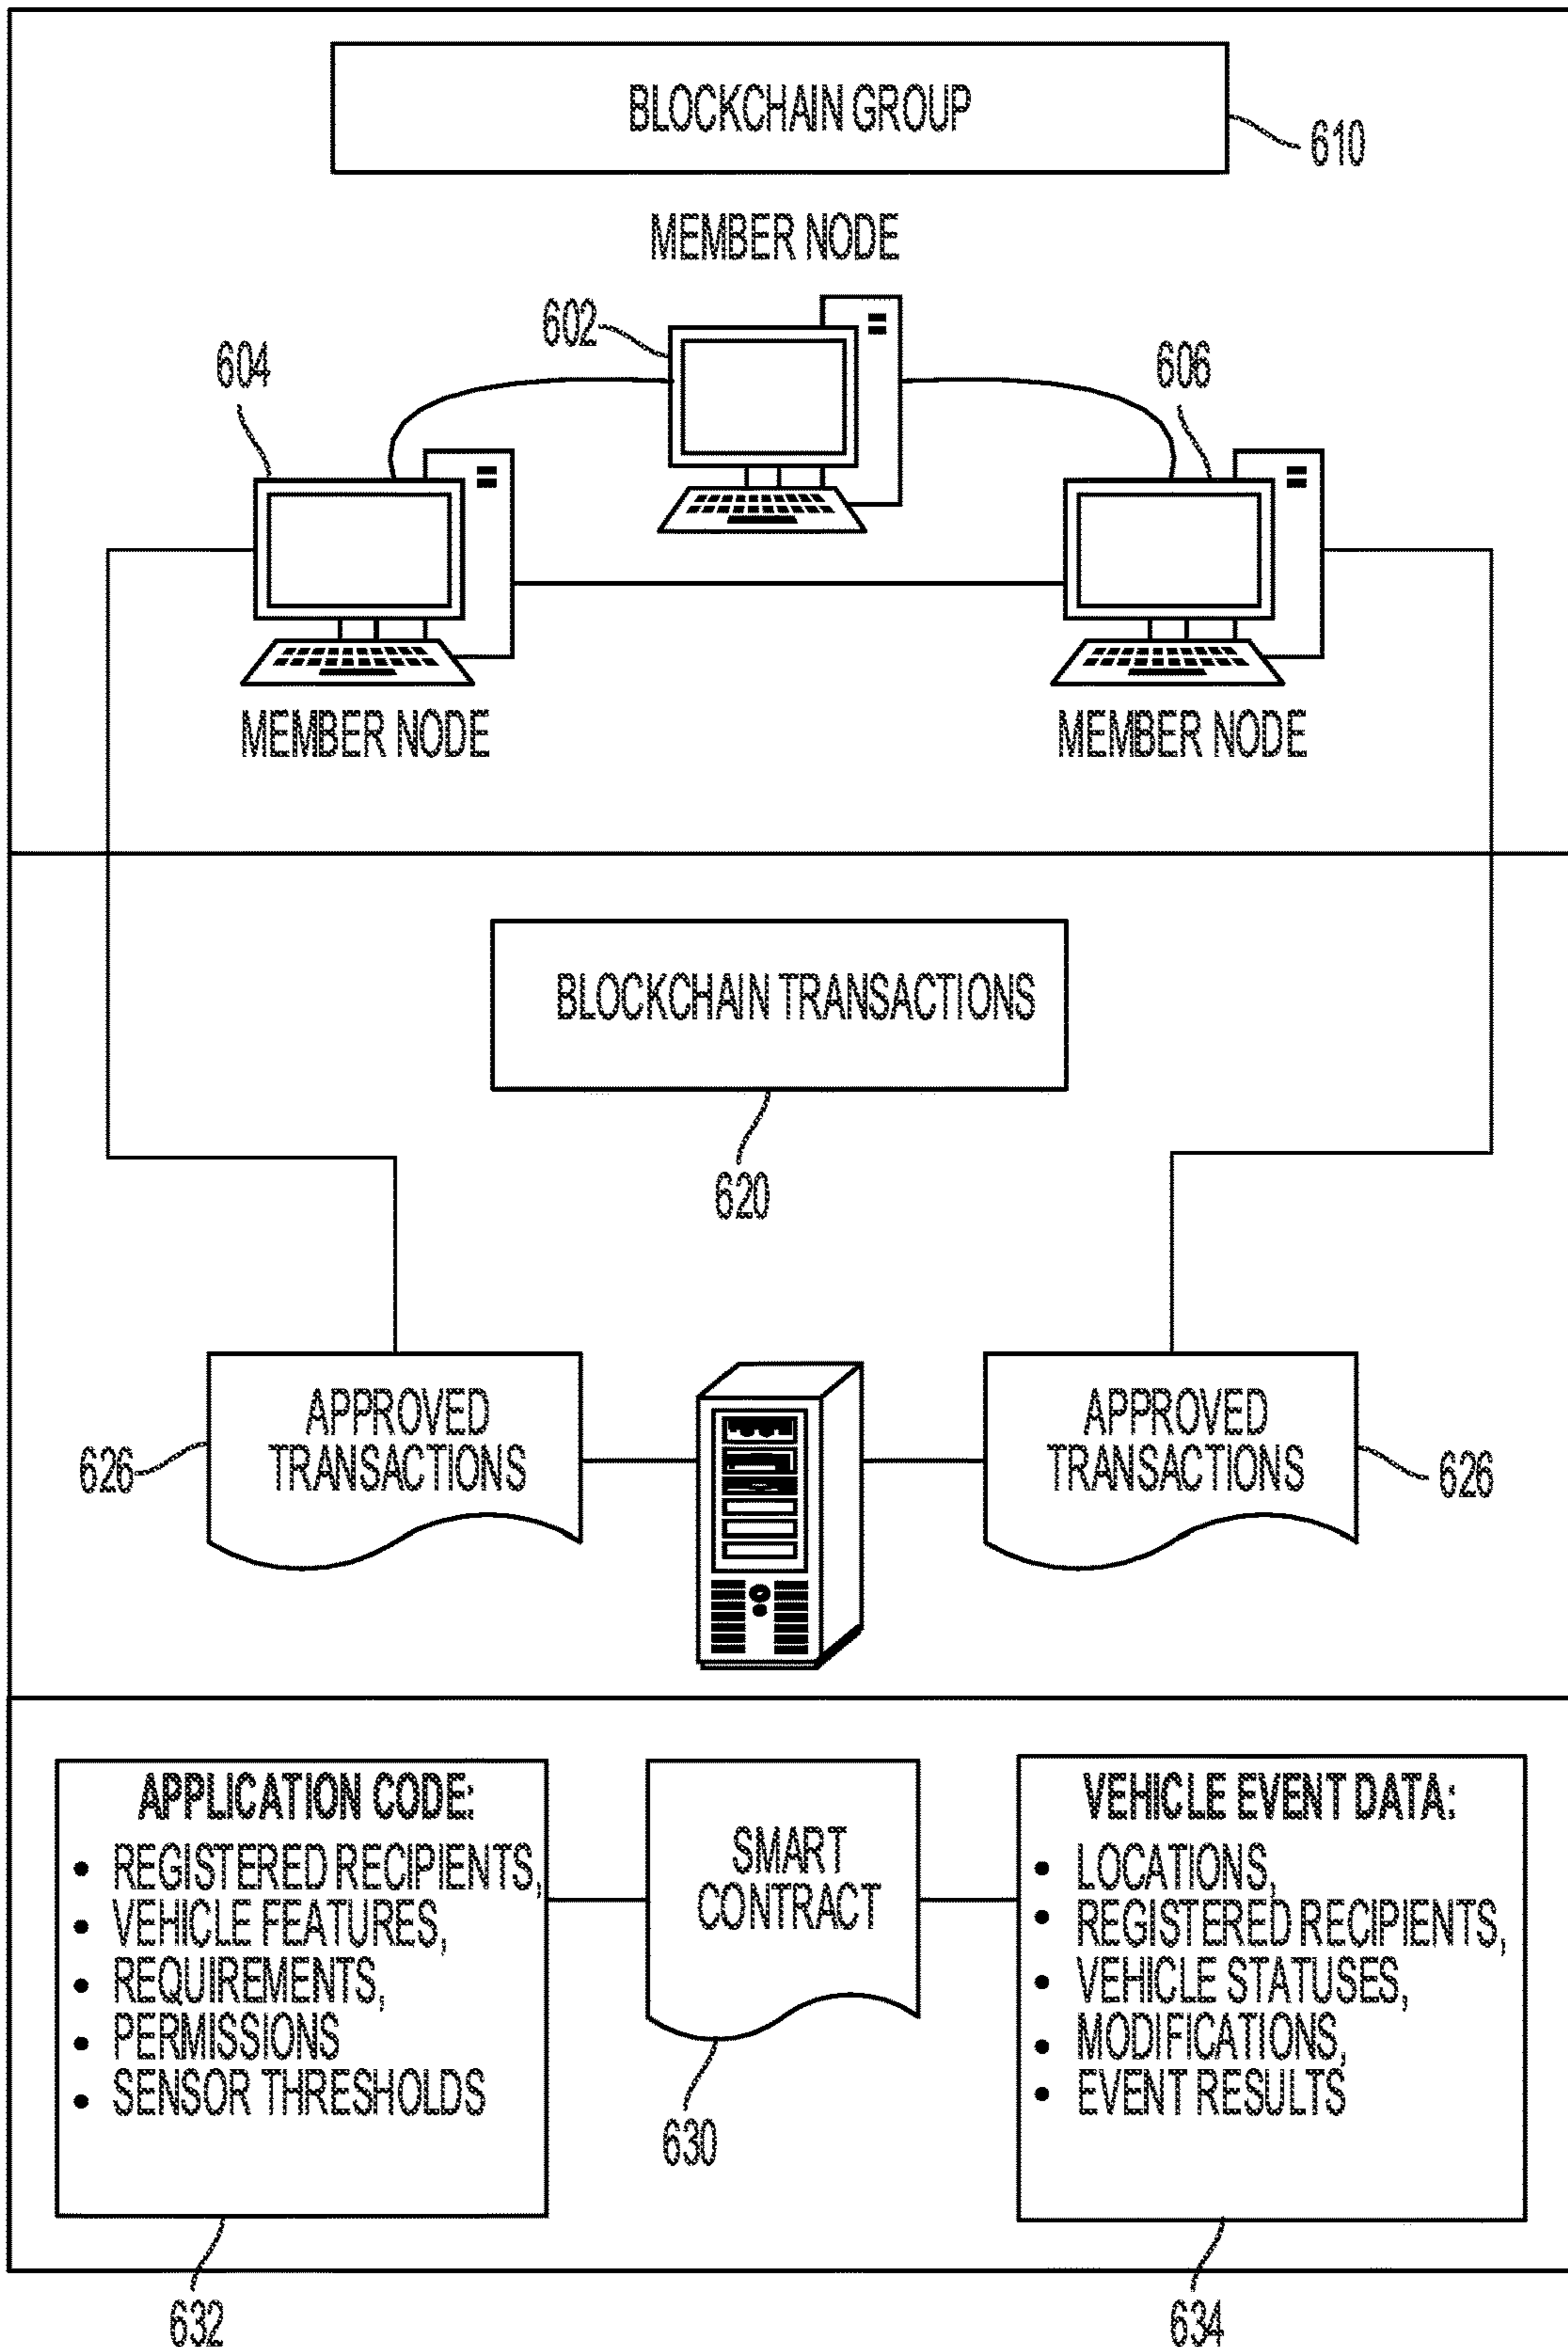 BLOCKCHAIN GROUP
610
MEMBER NODE
602
604
606
MEMBER NODE
MEMBER NODE
BLOCKCHAIN TRANSACTIONS
620
APPROVED
TRANSACTIONS
626
APPROVED
TRANSACTIONS
626
APPLICATION CODE:
• REGISTERED RECIPIENTS,
• VEHICLE FEATURES,
• REQUIREMENTS,
• PERMISSIONS
• SENSOR THRESHOLDS
632
SMART
CONTRACT
630
VEHICLE EVENT DATA:
• LOCATIONS,
• REGISTERED RECIPIENTS,
• VEHICLE STATUSES,
• MODIFICATIONS,
• EVENT RESULTS
634